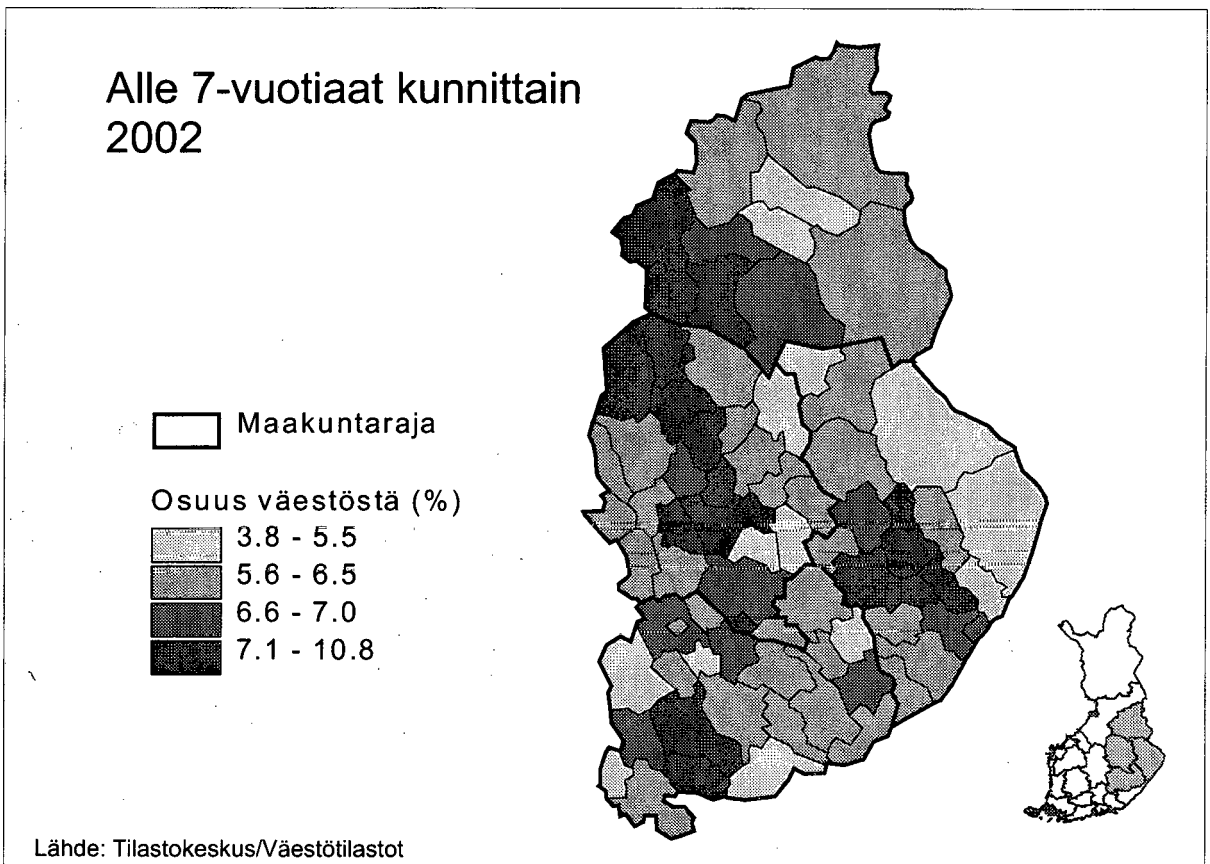 Alle 7-vuotiaat kunnittain
2002
Maakuntaraja
Osuus väestöstä (%)
3.8 - 5.5
5.6 - 6.5
6.6 - 7.0
7.1 - 10.8
Lähde: Tilastokeskus/Väestötilastot